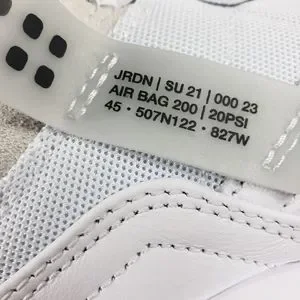 JRDN | SU 21 | 000 23
AIR BAG 200 | 20PSI
45 · 507N122 · 827W